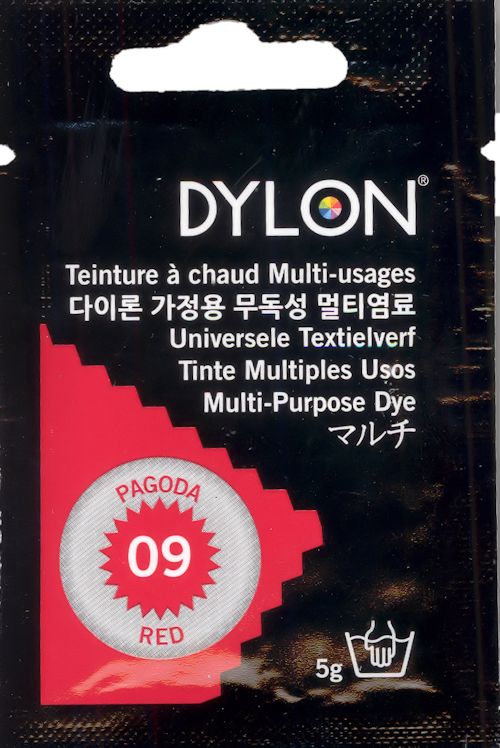 DYLON®
Teinture à chaud Multi-usages
다이론 가정용 무독성 멀티염료
Universele Textielverf
Tinte Multiples Usos
Multi-Purpose Dye
マルチ
PAGODA
09
RED
5g